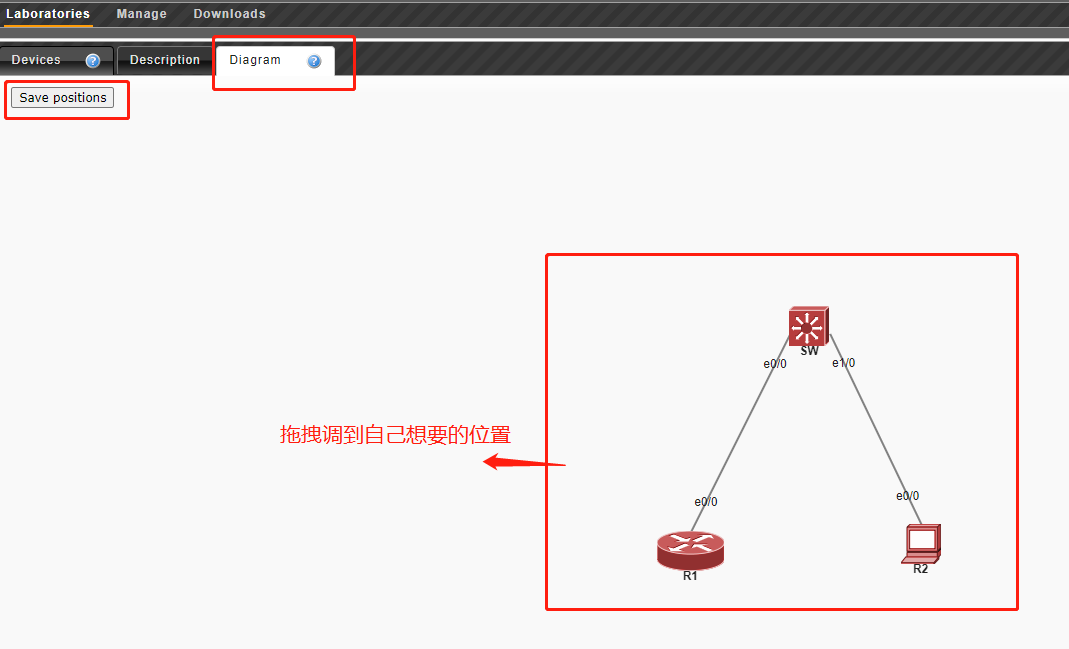 Laboratories Manage Downloads
Devices ? Description Diagram ?
Save positions
SW
e0/0 e1/0
拖拽调到自己想要的位置
e0/0 e0/0
R1 R2